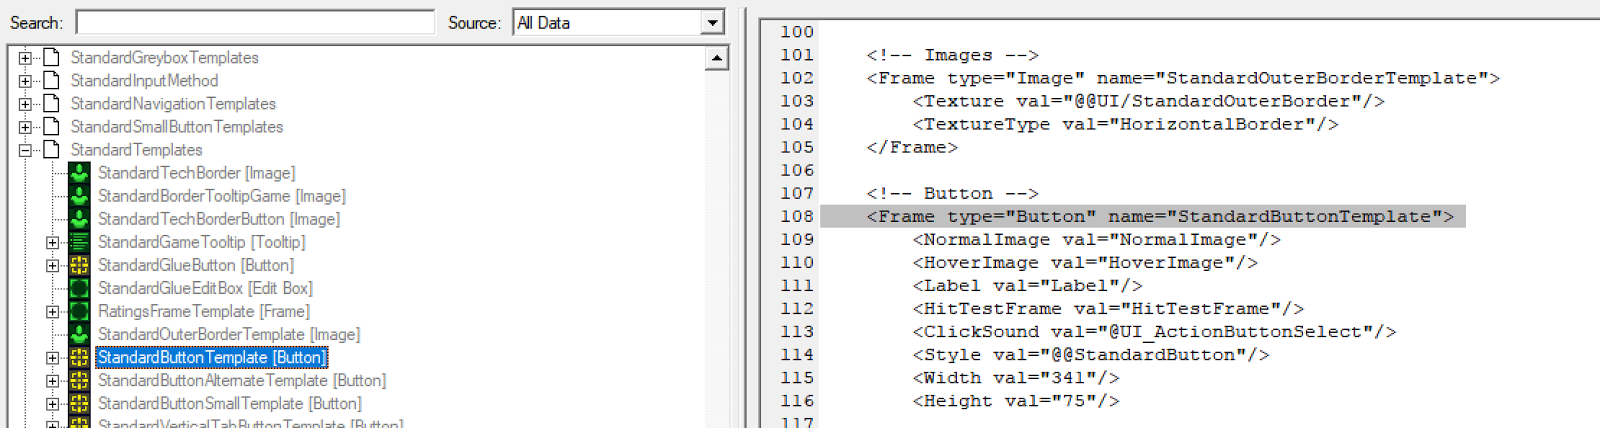 Search:
Source: All Data
StandardGreyboxTemplates
StandardInputMethod
StandardNavigationTemplates
StandardSmallButtonTemplates
StandardTemplates
StandardTechBorder [Image]
StandardBorderTooltipGame [Image]
StandardTechBorderButton [Image]
StandardGameTooltip [Tooltip]
StandardGlueButton [Button]
StandardGlueEditBox [Edit Box]
RatingsFrameTemplate [Frame]
StandardOuterBorderTemplate [Image]
StandardButtonTemplate [Button]
StandardButtonAlternateTemplate [Button]
StandardButtonSmallTemplate [Button]
StandardVerticalTabButtonTemplate [Button]
100
101 <!-- Images -->
102 <Frame type="Image" name="StandardOuterBorderTemplate">
103 <Texture val="@@UI/StandardOuterBorder"/>
104 <TextureType val="HorizontalBorder"/>
105 </Frame>
106
107 <!-- Button -->
108 <Frame type="Button" name="StandardButtonTemplate">
109 <NormalImage val="NormalImage"/>
110 <HoverImage val="HoverImage"/>
111 <Label val="Label"/>
112 <HitTestFrame val="HitTestFrame"/>
113 <ClickSound val="@UI_ActionButtonSelect"/>
114 <Style val="@@StandardButton"/>
115 <Width val="341"/>
116 <Height val="75"/>
117